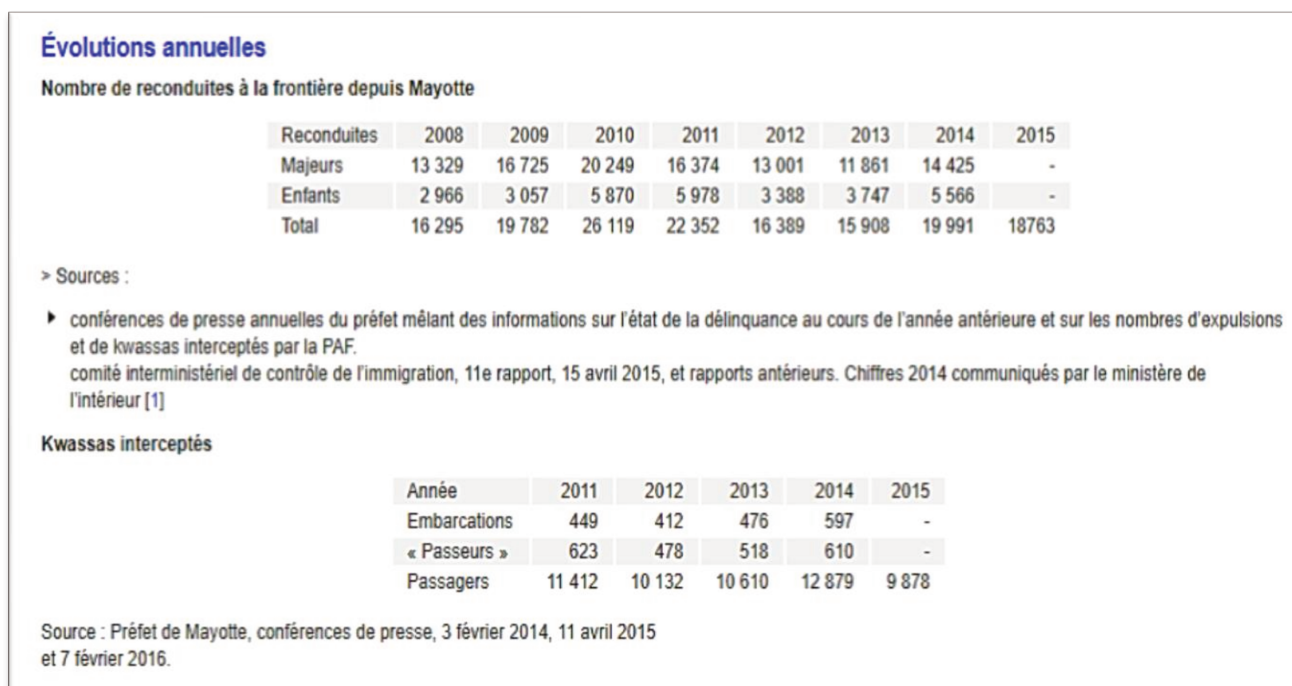 Évolutions annuelles
Nombre de reconduites à la frontière depuis Mayotte
Reconduites 2008 2009 2010 2011 2012 2013 2014 2015
Majeurs 13 329 16 725 20 249 16 374 13 001 11 861 14 425 -
Enfants 2 966 3 057 5 870 5 978 3 388 3 747 5 566 -
Total 16 295 19 782 26 119 22 352 16 389 15 908 19 991 18763
> Sources :
conférences de presse annuelles du préfet mêlant des informations sur l'état de la délinquance au cours de l'année antérieure et sur les nombres d'expulsions
et de kwassas interceptés par la PAF.
comité interministériel de contrôle de l'immigration, 11e rapport, 15 avril 2015, et rapports antérieurs. Chiffres 2014 communiqués par le ministère de
l'intérieur [1]
Kwassas interceptés
Année 2011 2012 2013 2014 2015
Embarcations 449 412 476 597 -
« Passeurs » 623 478 518 610 -
Passagers 11 412 10 132 10 610 12 879 9 878
Source : Préfet de Mayotte, conférences de presse, 3 février 2014, 11 avril 2015
et 7 février 2016.